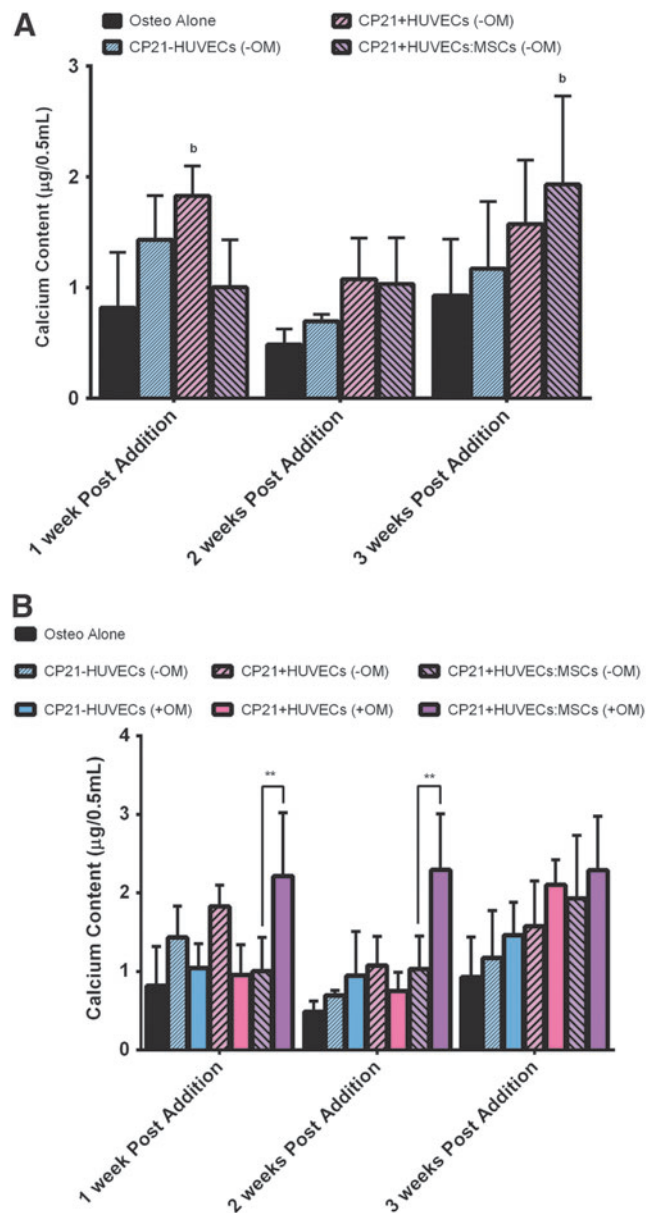 A
Osteo Alone
CP21+HUVECs (-OM)
CP21-HUVECs (-OM)
CP21+HUVECs:MSCs (-OM)
3
2
1
0
Calcium Content (µg/0.5mL)
b
b
1 week Post Addition
2 weeks Post Addition
3 weeks Post Addition
B
Osteo Alone
CP21-HUVECs (-OM)
CP21+HUVECs (-OM)
CP21+HUVECs:MSCs (-OM)
CP21-HUVECs (+OM)
CP21+HUVECs (+OM)
CP21+HUVECs:MSCs (+OM)
4
3
2
1
0
Calcium Content (µg/0.5mL)
**
**
1 week Post Addition
2 weeks Post Addition
3 weeks Post Addition